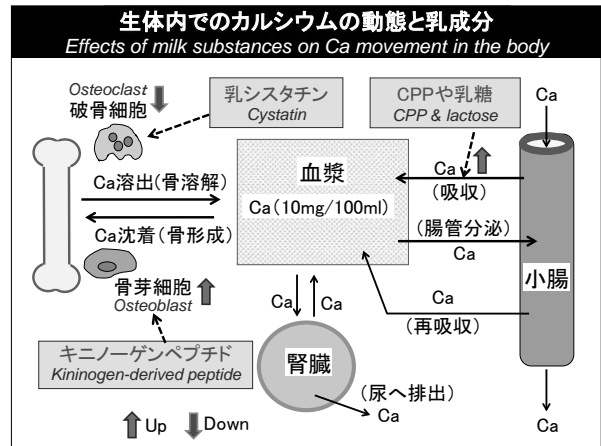 生体内でのカルシウムの動態と乳成分
Effects of milk substances on Ca movement in the body
Osteoclast
破骨細胞
乳シスタチン
Cystatin
CPPや乳糖
CPP & lactose
Ca
Ca溶出(骨溶解)
血漿
Ca(10mg/100ml)
Ca
(吸収)
Ca沈着(骨形成)
(腸管分泌)
Ca
小腸
骨芽細胞
Osteoblast
Ca
Ca
Ca
(再吸収)
キニノーゲンペプチド
Kininogen-derived peptide
腎臓
(尿へ排出)
Ca
Ca
Up
Down